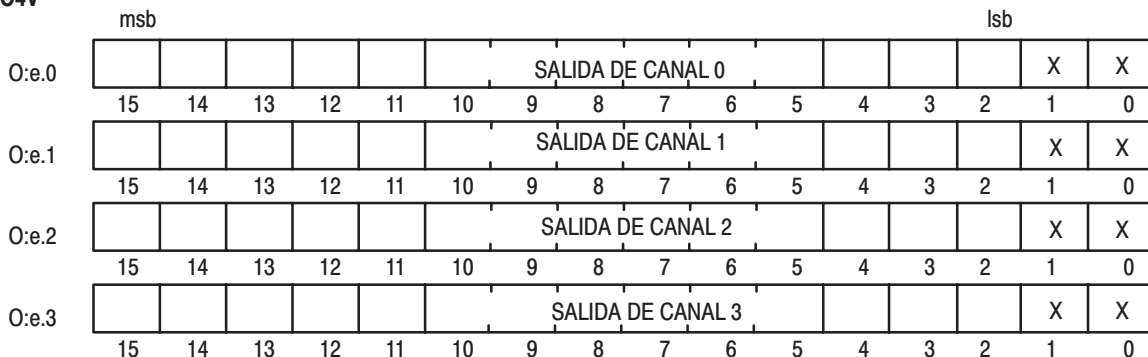 msb lsb
O:e.0 SALIDA DE CANAL 0 X X
15 14 13 12 11 10 9 8 7 6 5 4 3 2 1 0
O:e.1 SALIDA DE CANAL 1 X X
15 14 13 12 11 10 9 8 7 6 5 4 3 2 1 0
O:e.2 SALIDA DE CANAL 2 X X
15 14 13 12 11 10 9 8 7 6 5 4 3 2 1 0
O:e.3 SALIDA DE CANAL 3 X X
15 14 13 12 11 10 9 8 7 6 5 4 3 2 1 0